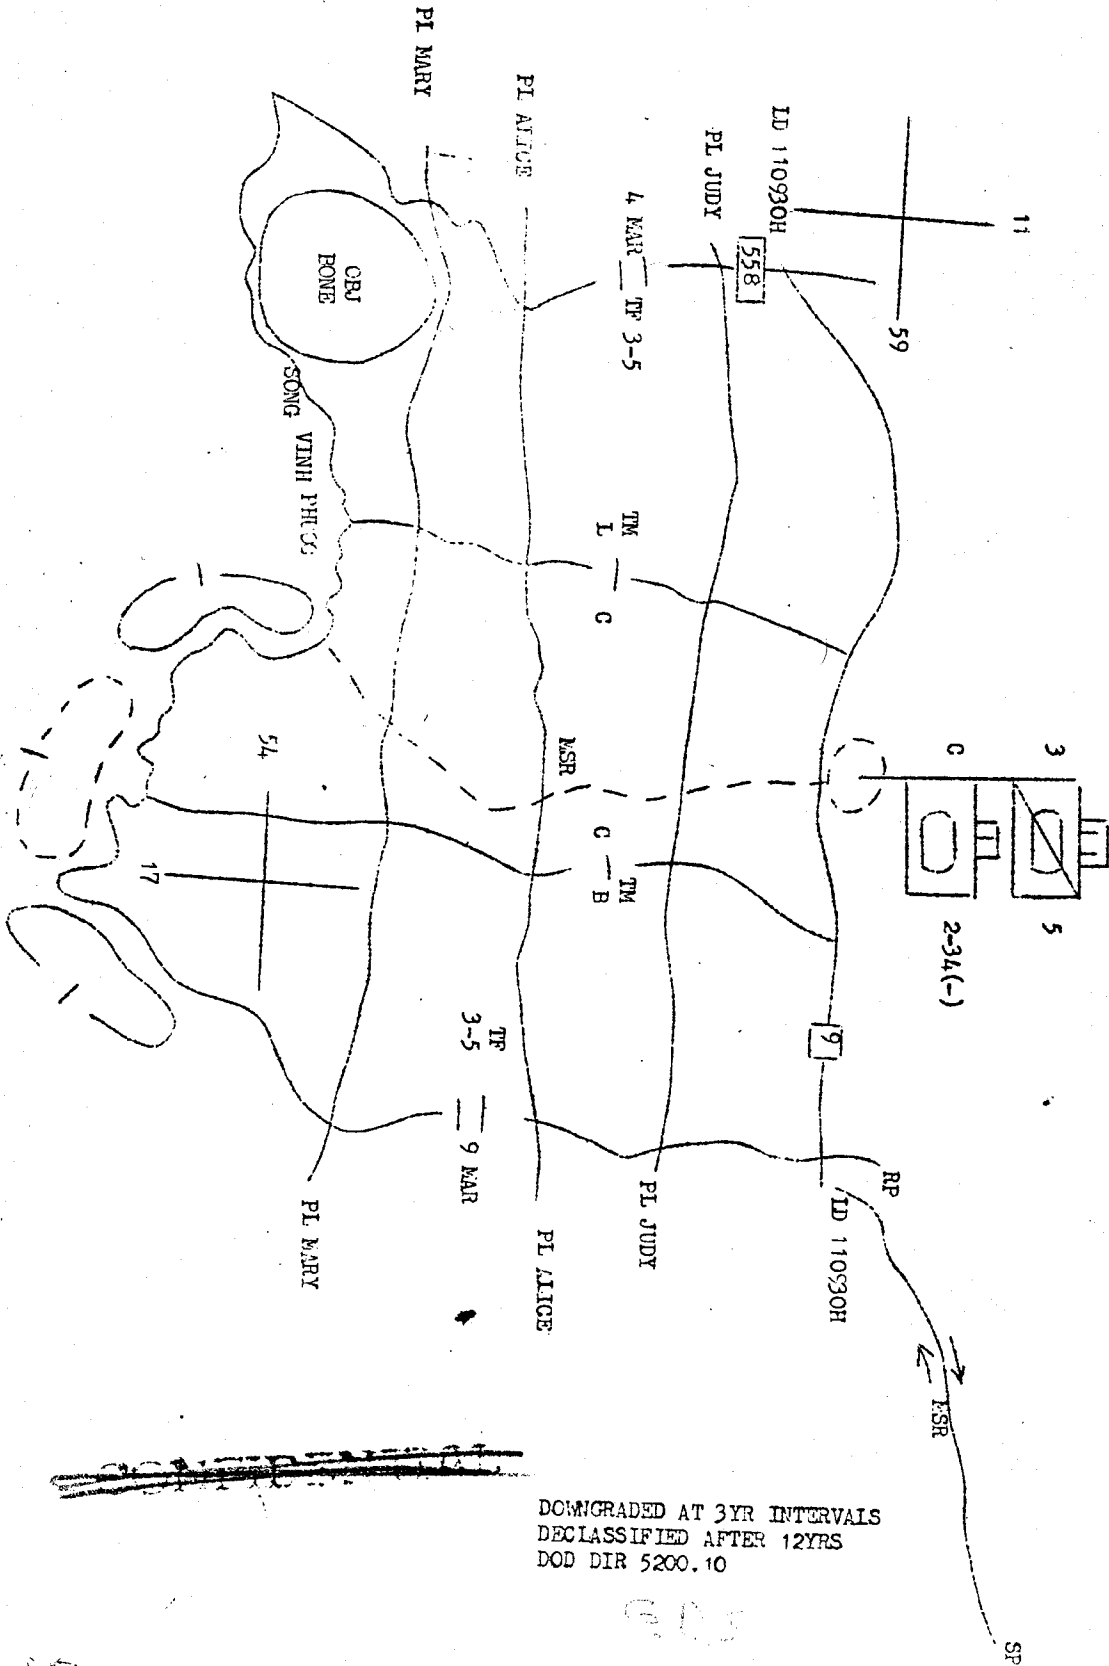 11
59
LD 110930H
558
PL JUDY
PL ALICE
PL MARY
4 MAR
TF 3-5
OBJ
BONE
SONG VINH PHUOC
TM
L
C
MSR
C
TM
B
54
17
3
5
C
2-34(-)
9
TF
3-5
9 MAR
RP
LD 110930H
PL JUDY
PL ALICE
PL MARY
MSR
SP
DOWNGRADED AT 3YR INTERVALS
DECLASSIFIED AFTER 12YRS
DOD DIR 5200.10